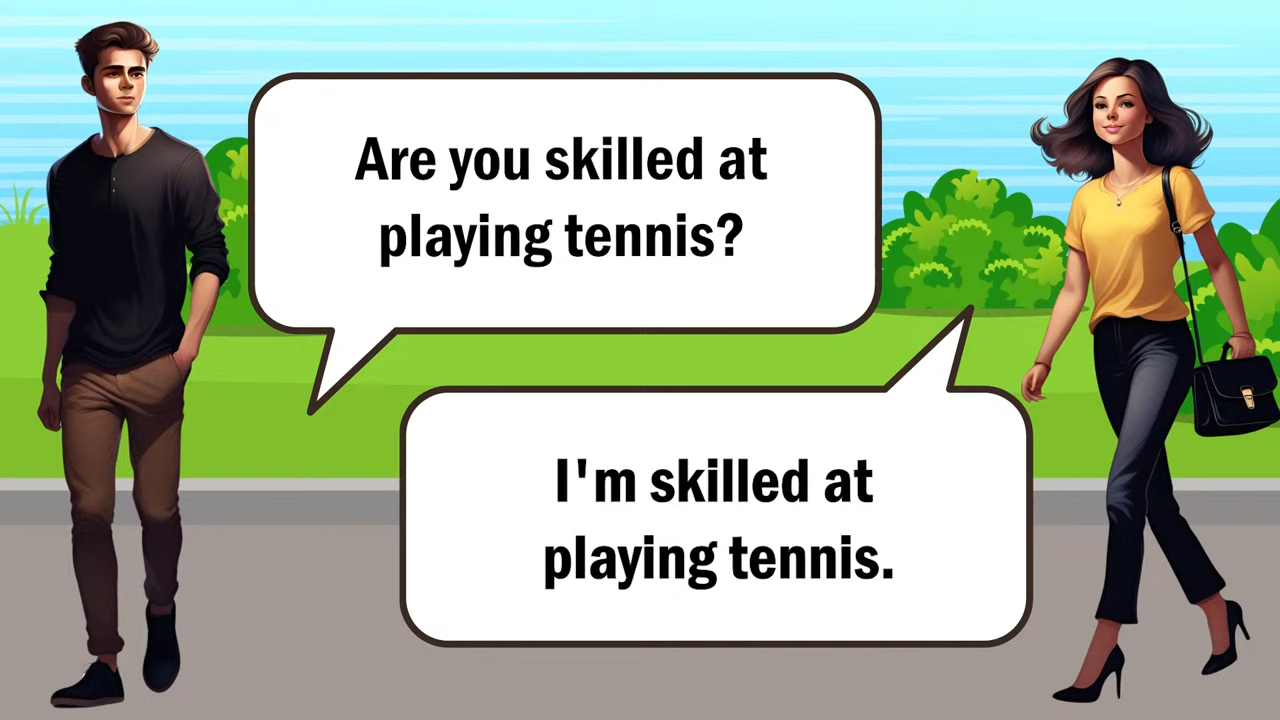 Are you skilled at
playing tennis?
I'm skilled at
playing tennis.